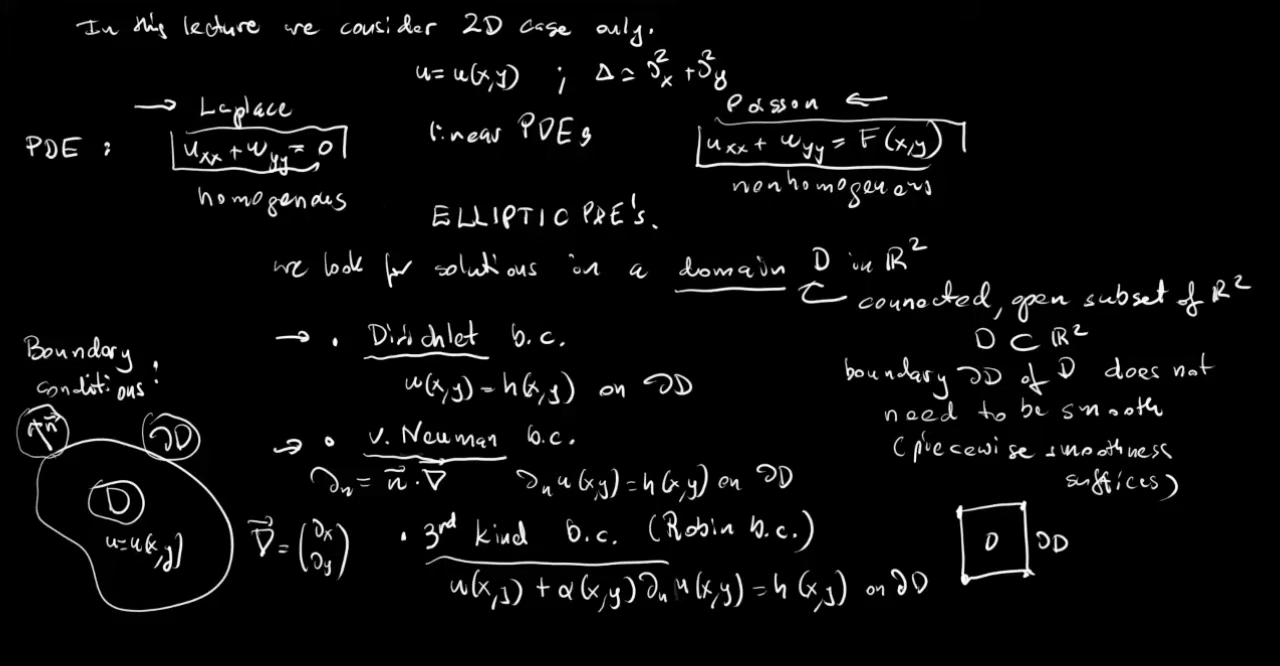 In this lecture we consider 2D case only.
u = u(x,y) ; Δ ≃ ∂²x + ∂²y
→ Laplace
Poisson ←
PDE : uxx + uyy = 0
linear PDEs
uxx + uyy = F(x,y)
homogenous
nonhomogeneus
ELLIPTIC PDE's.
we look for solutions in a domain D in ℝ²
connected, open subset of ℝ²
D ⊂ ℝ²
Boundary
conditions:
→ • Dirichlet b.c.
u(x,y) = h(x,y) on ∂D
boundary ∂D of D does not
need to be smooth
(piecewise smoothness
suffices)
→ • v. Neuman b.c.
∂n = n⃗ · ∇⃗ ∂n u(x,y) = h(x,y) on ∂D
n⃗ ∂D
D
u = u(x,y)
∇⃗ = (∂x
∂y)
• 3rd kind b.c. (Robin b.c.)
u(x,y) + α(x,y) ∂n u(x,y) = h(x,y) on ∂D
D ∂D